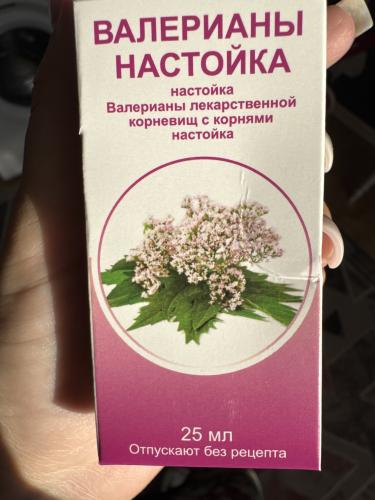 ВАЛЕРИАНЫ
НАСТОЙКА
настойка
Валерианы лекарственной
корневищ с корнями
настойка
25 мл
Отпускают без рецепта